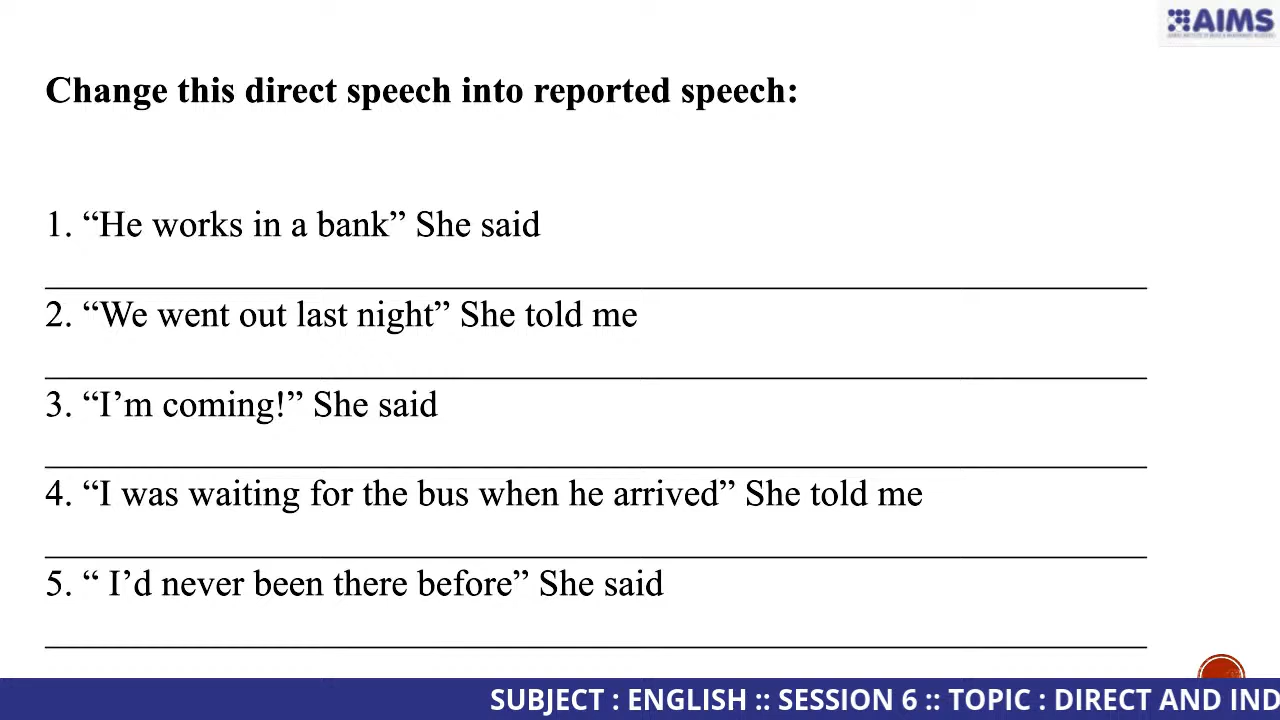 AIMS
Change this direct speech into reported speech:
1. “He works in a bank” She said
2. “We went out last night” She told me
3. “I’m coming!” She said
4. “I was waiting for the bus when he arrived” She told me
5. “ I’d never been there before” She said
SUBJECT : ENGLISH :: SESSION 6 :: TOPIC : DIRECT AND IND